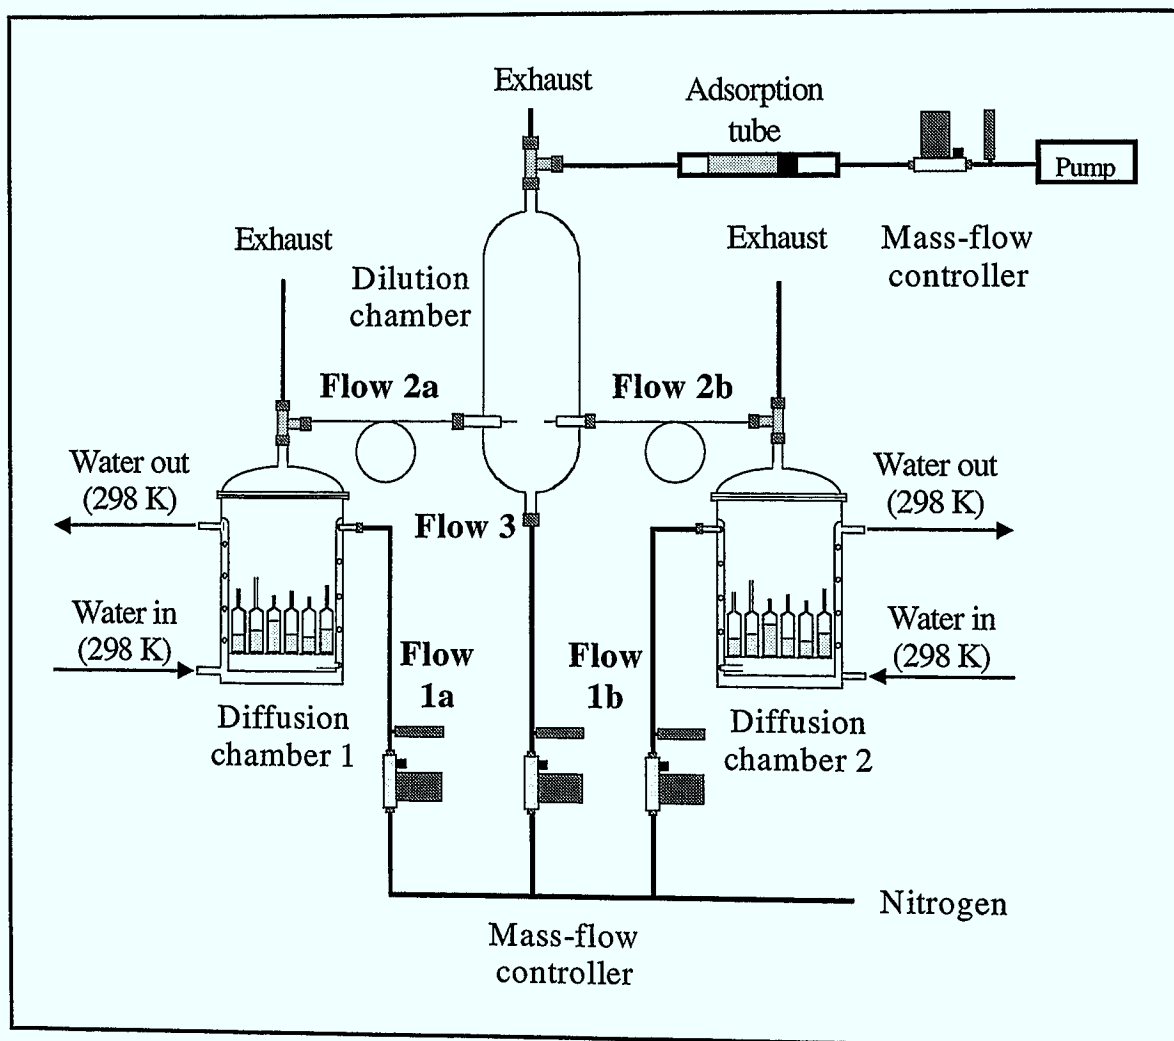 Exhaust
Adsorption
tube
Pump
Exhaust
Exhaust
Mass-flow
controller
Dilution
chamber
Flow 2a
Flow 2b
Water out
(298 K)
Water out
(298 K)
Flow 3
Water in
(298 K)
Water in
(298 K)
Flow
1a
Flow
1b
Diffusion
chamber 1
Diffusion
chamber 2
Nitrogen
Mass-flow
controller